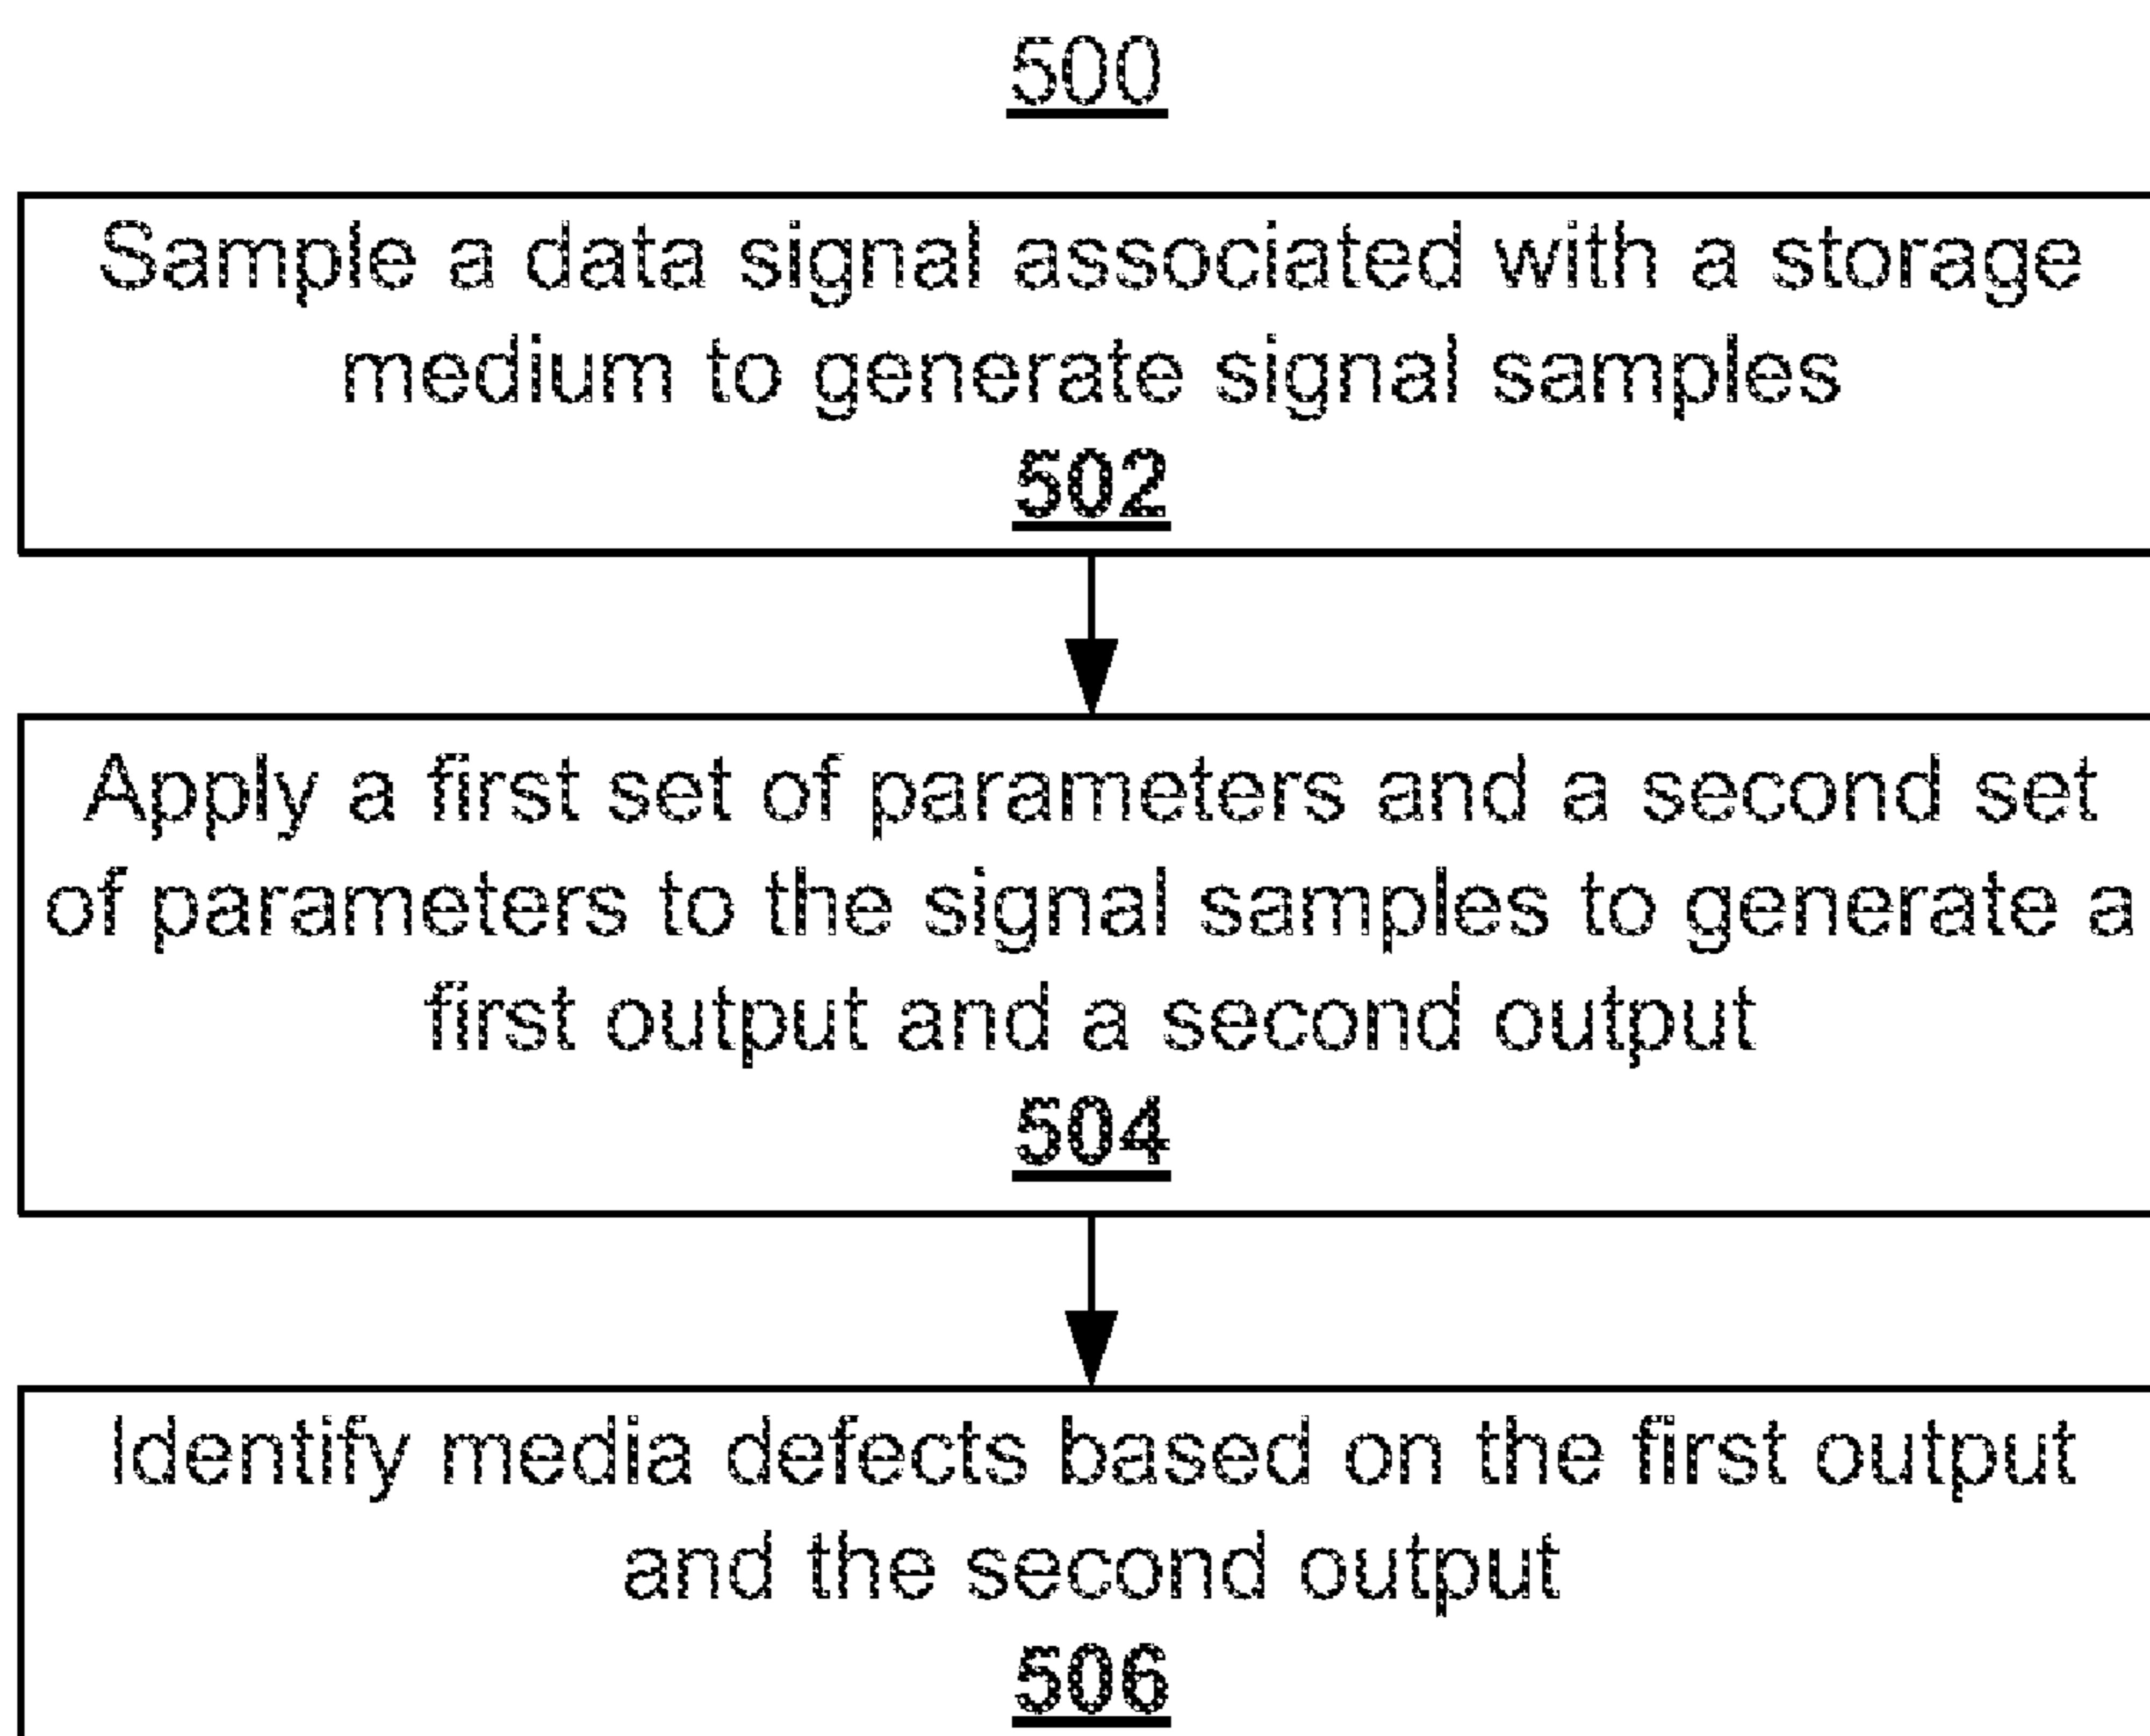 500
Sample a data signal associated with a storage
medium to generate signal samples
502
Apply a first set of parameters and a second set
of parameters to the signal samples to generate a
first output and a second output
504
Identify media defects based on the first output
and the second output
506